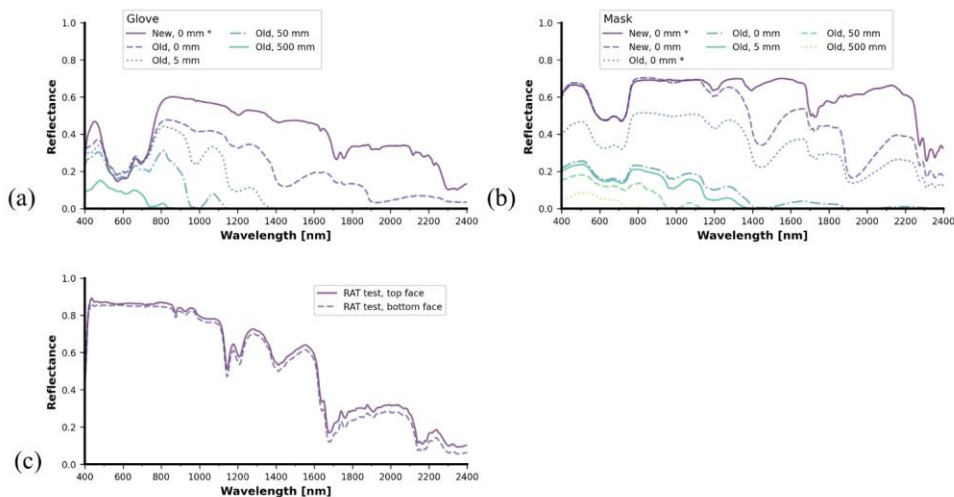 Glove
New, 0 mm *
Old, 0 mm
Old, 5 mm
Old, 50 mm
Old, 500 mm
1.0
0.8
0.6
0.4
0.2
0.0
Reflectance
400 600 800 1000 1200 1400 1600 1800 2000 2200 2400
Wavelength [nm]
(a)
Mask
New, 0 mm *
New, 0 mm
Old, 0 mm *
Old, 0 mm
Old, 5 mm
Old, 50 mm
Old, 500 mm
1.0
0.8
0.6
0.4
0.2
0.0
Reflectance
400 600 800 1000 1200 1400 1600 1800 2000 2200 2400
Wavelength [nm]
(b)
RAT test, top face
RAT test, bottom face
1.0
0.8
0.6
0.4
0.2
0.0
Reflectance
400 600 800 1000 1200 1400 1600 1800 2000 2200 2400
Wavelength [nm]
(c)